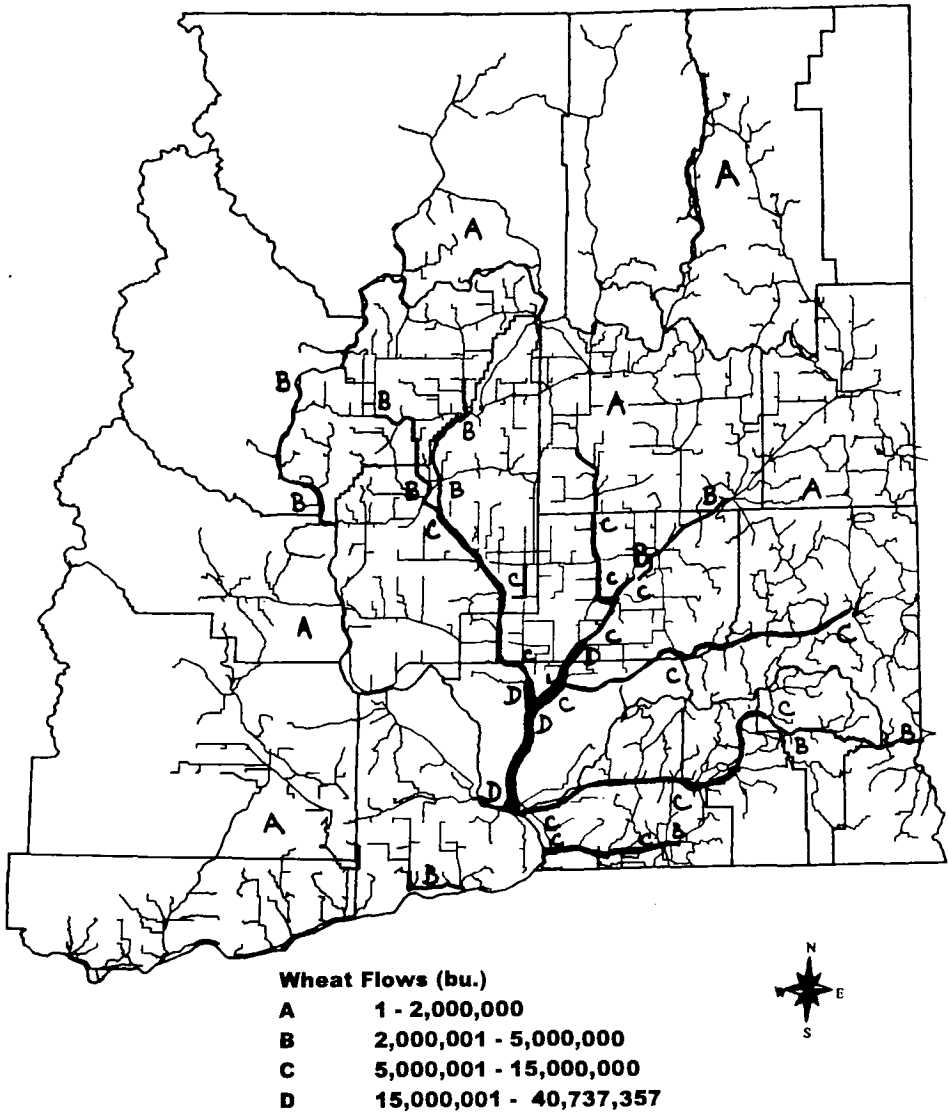 A
A
B
B
A
B
B
B
B
B
A
C
C
B
C
C
C
C
A
D
C
C
C
D
C
C
D
B
B
D
C
A
C
C
C
B
B
Wheat Flows (bu.)
A 1 - 2,000,000
B 2,000,001 - 5,000,000
C 5,000,001 - 15,000,000
D 15,000,001 - 40,737,357
N
W E
S